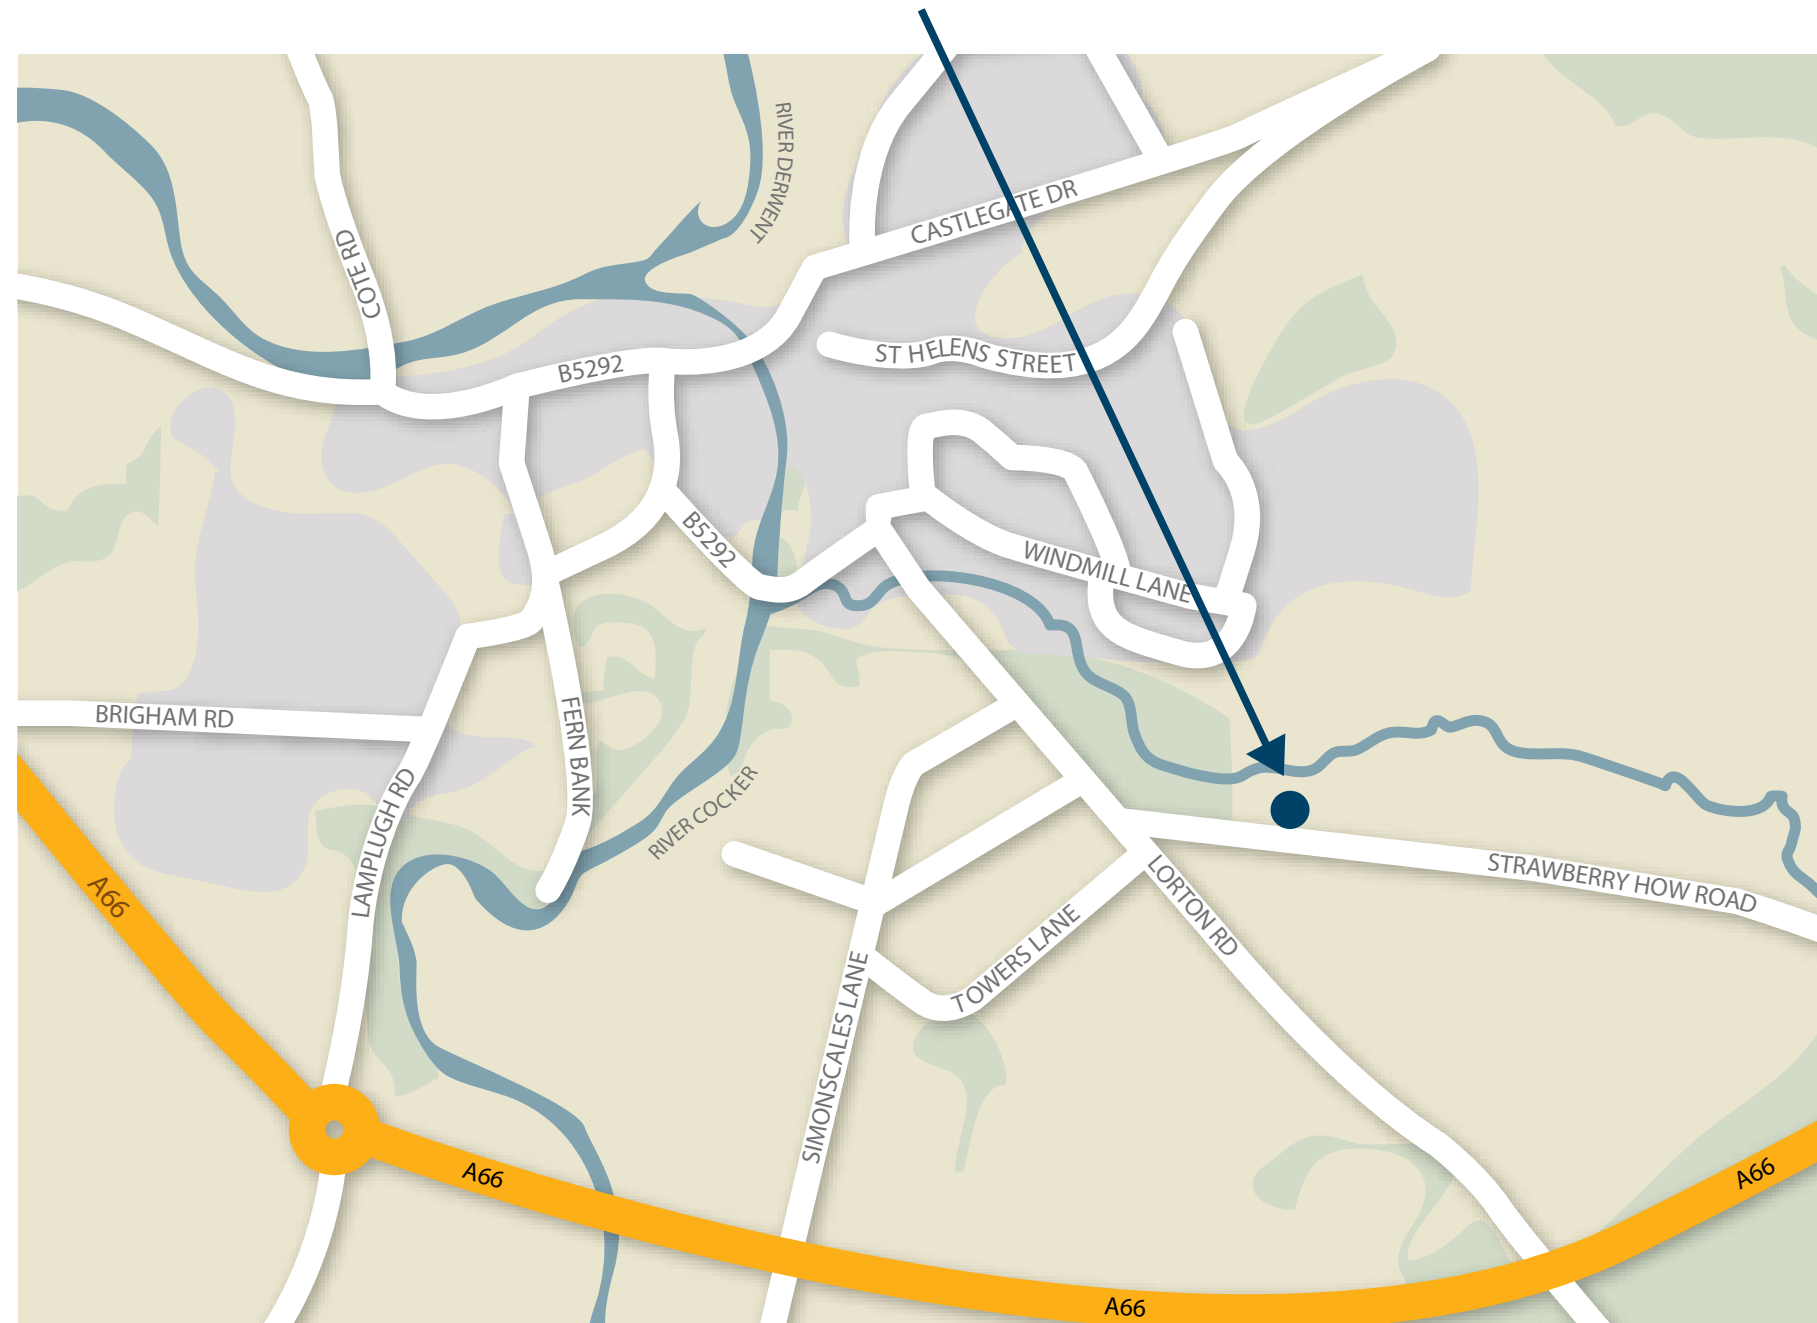 RIVER DERWENT
CASTLEGATE DR
COTE RD
B5292
ST HELENS STREET
B5292
WINDMILL LANE
BRIGHAM RD
FERN BANK
LAMPLUGH RD
RIVER COCKER
A66
STRAWBERRY HOW ROAD
LORTON RD
TOWERS LANE
SIMONSCALES LANE
A66
A66
A66